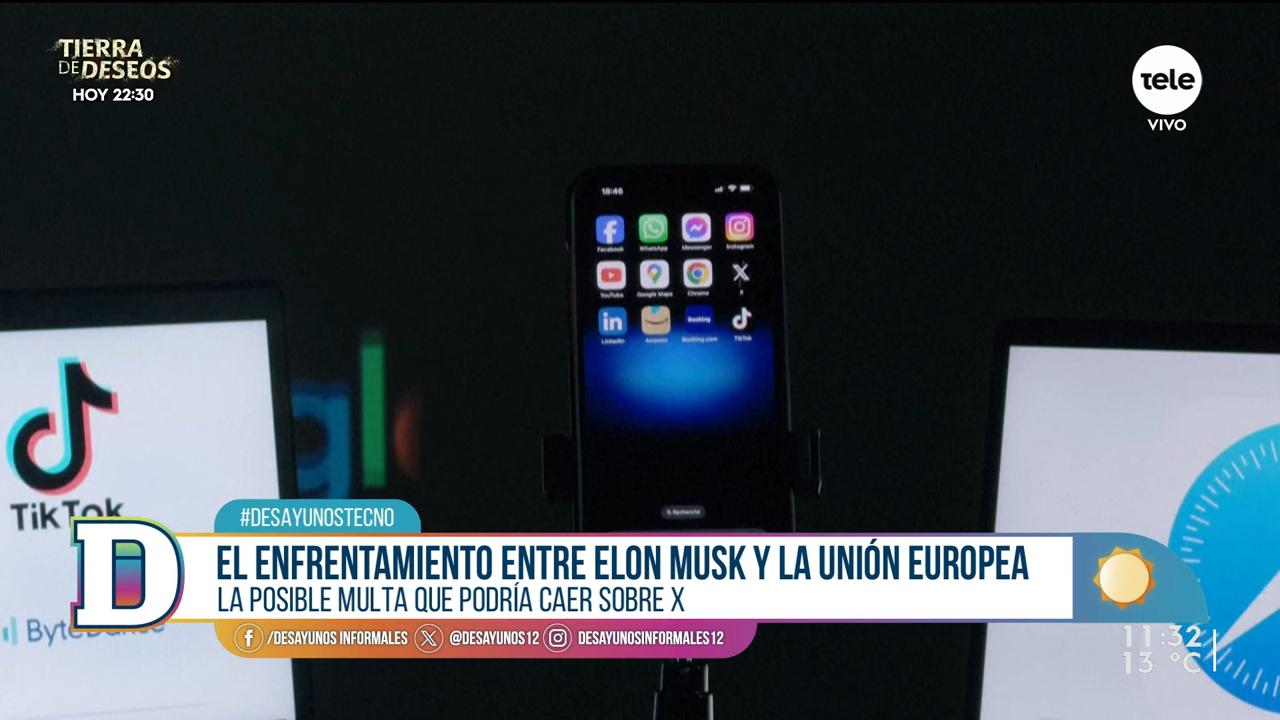 TIERRA
DE DESEOS
HOY 22:30
tele
VIVO
18:46
Facebook
WhatsApp
Messenger
Instagram
YouTube
Google Maps
Chrome
X
LinkedIn
Amazon
Booking
Booking.com
TikTok
Recherche
TikTok
ByteDance
#DESAYUNOSTECNO
D
EL ENFRENTAMIENTO ENTRE ELON MUSK Y LA UNIÓN EUROPEA
LA POSIBLE MULTA QUE PODRÍA CAER SOBRE X
/DESAYUNOS INFORMALES
@DESAYUNOS12
DESAYUNOSINFORMALES12
11:32
13 °C